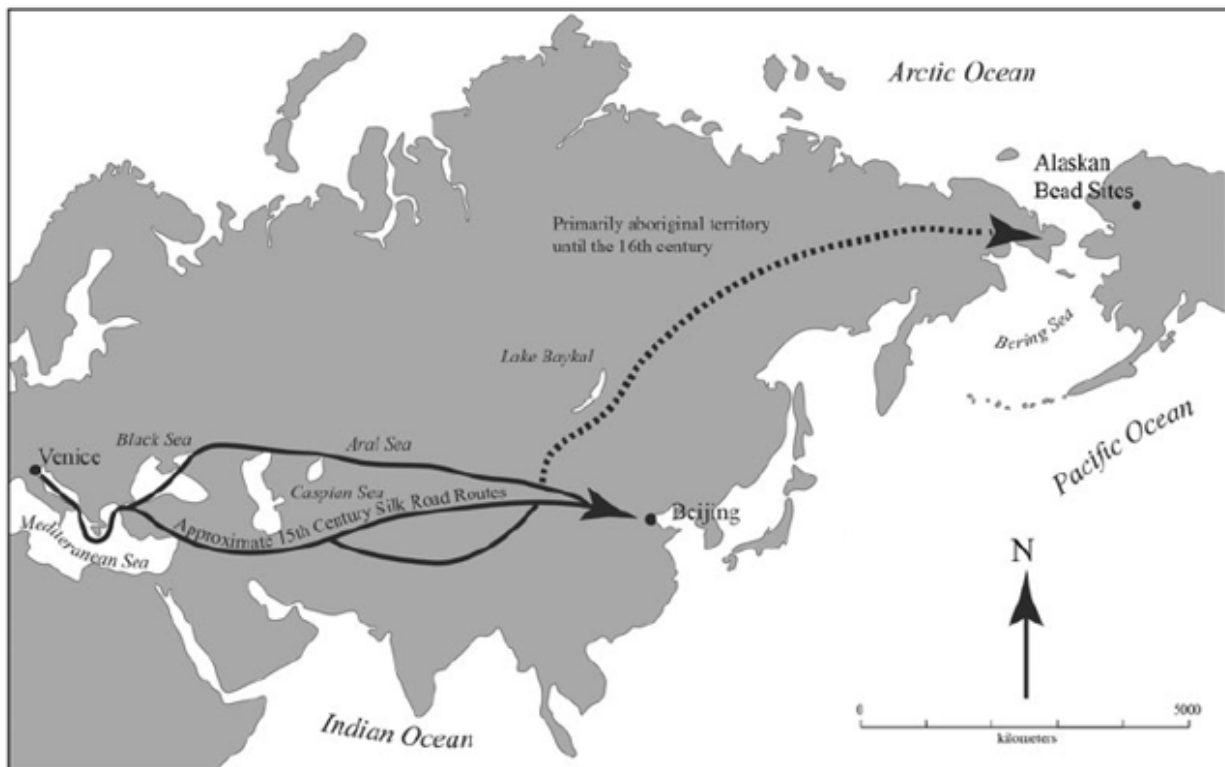 Arctic Ocean
Alaskan
Bead Sites
Primarily aboriginal territory
until the 16th century
Bering Sea
Lake Baykal
Pacific Ocean
Black Sea
Aral Sea
Venice
Caspian Sea
Approximate 15th Century Silk Road Routes
Beijing
Mediteranean Sea
N
Indian Ocean
0 5000
kilometers